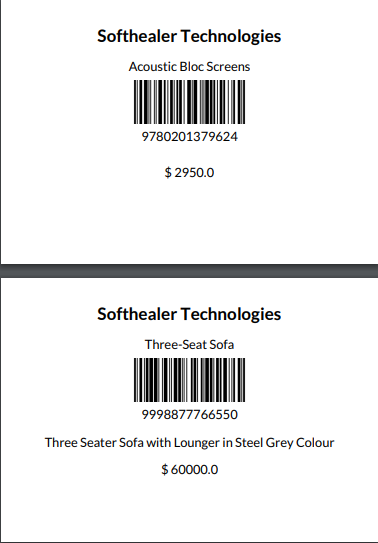 Softhealer Technologies
Acoustic Bloc Screens
9780201379624
$ 2950.0
Softhealer Technologies
Three-Seat Sofa
9998877766550
Three Seater Sofa with Lounger in Steel Grey Colour
$ 60000.0